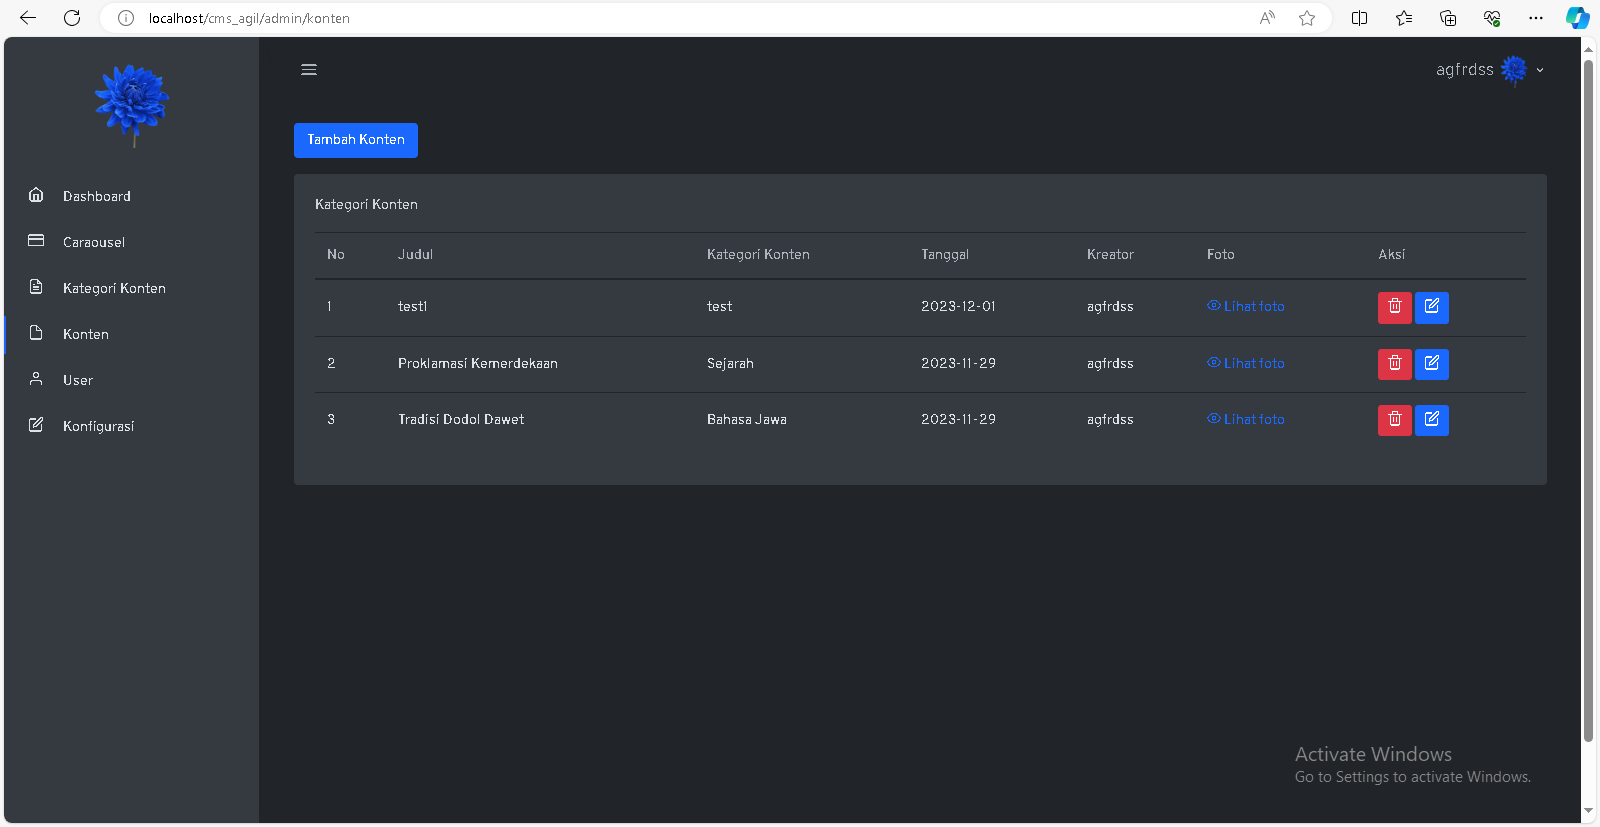 localhost/cms_agil/admin/konten
agfrdss
Tambah Konten
Dashboard
Caraousel
Kategori Konten
Konten
User
Konfigurasi
Kategori Konten
No Judul Kategori Konten Tanggal Kreator Foto Aksi
1 test1 test 2023-12-01 agfrdss Lihat foto
2 Proklamasi Kemerdekaan Sejarah 2023-11-29 agfrdss Lihat foto
3 Tradisi Dodol Dawet Bahasa Jawa 2023-11-29 agfrdss Lihat foto
Activate Windows
Go to Settings to activate Windows.